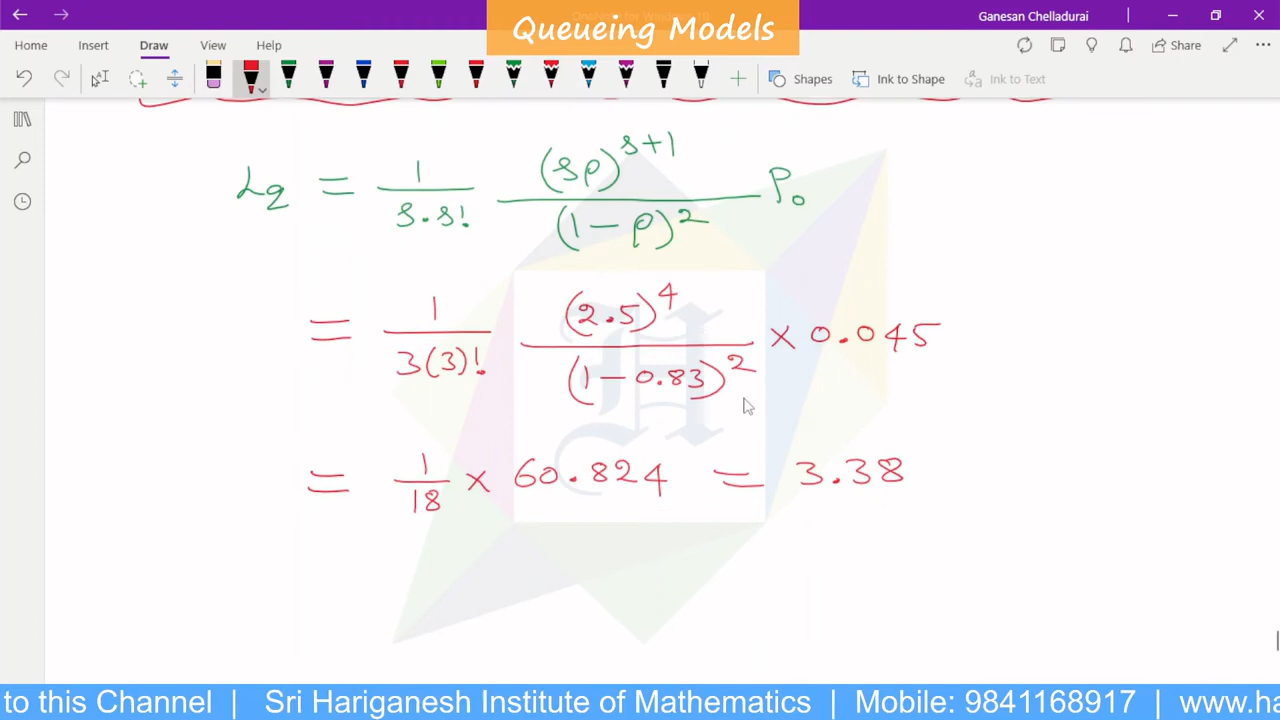 Queueing Models
Ganesan Chelladurai
Home Insert Draw View Help
Share
Shapes Ink to Shape Ink to Text
Lq = 1/(s·s!) (sρ)^(s+1)/(1-ρ)^2 P₀
= 1/(3(3)!) (2.5)^4/(1-0.83)^2 × 0.045
= 1/18 × 60.824 = 3.38
to this Channel | Sri Hariganesh Institute of Mathematics | Mobile: 9841168917 | www.ha